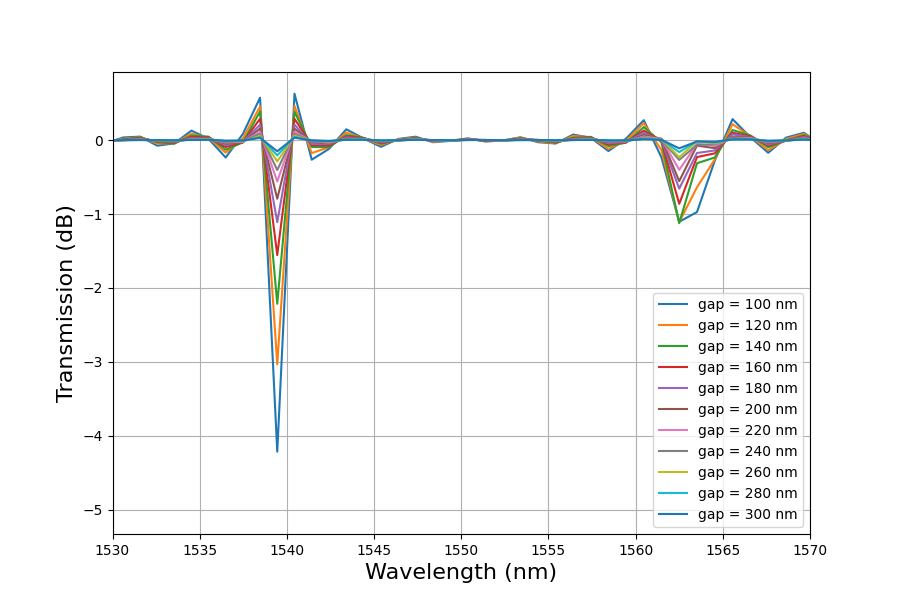 Transmission (dB)
0
−1
−2
−3
−4
−5
1530
1535
1540
1545
1550
1555
1560
1565
1570
Wavelength (nm)
gap = 100 nm
gap = 120 nm
gap = 140 nm
gap = 160 nm
gap = 180 nm
gap = 200 nm
gap = 220 nm
gap = 240 nm
gap = 260 nm
gap = 280 nm
gap = 300 nm